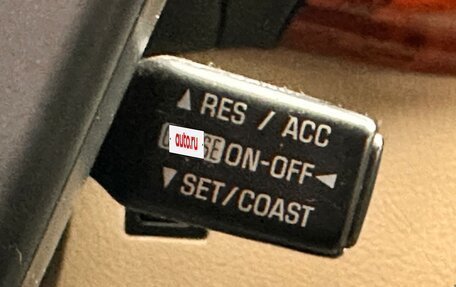 ▲ RES / ACC
auto.ru ON-OFF ◄
▼ SET/COAST